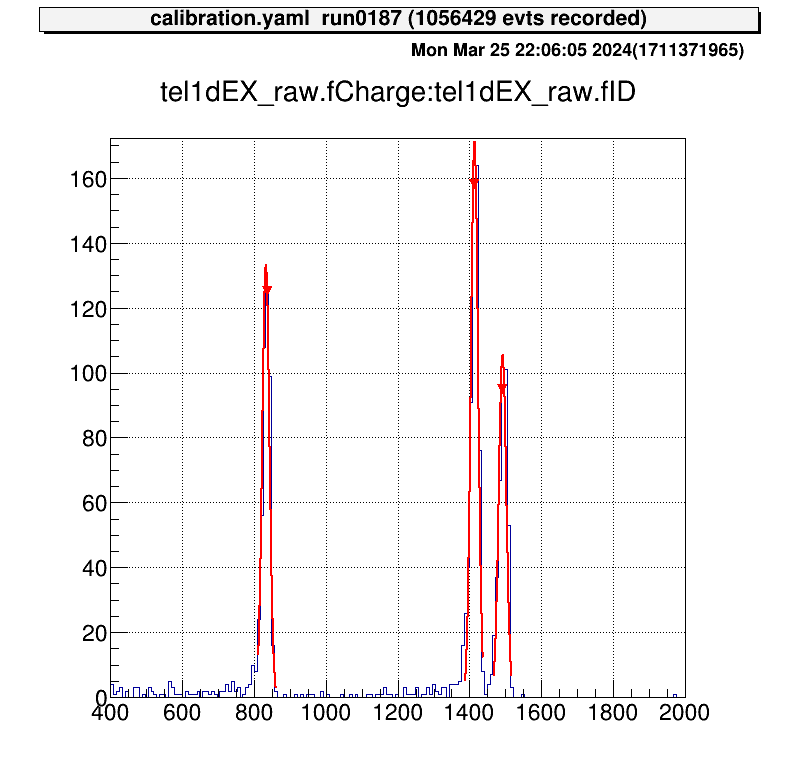 calibration.yaml run0187 (1056429 evts recorded)
Mon Mar 25 22:06:05 2024(1711371965)
tel1dEX_raw.fCharge:tel1dEX_raw.fID
160
140
120
100
80
60
40
20
0
400 600 800 1000 1200 1400 1600 1800 2000